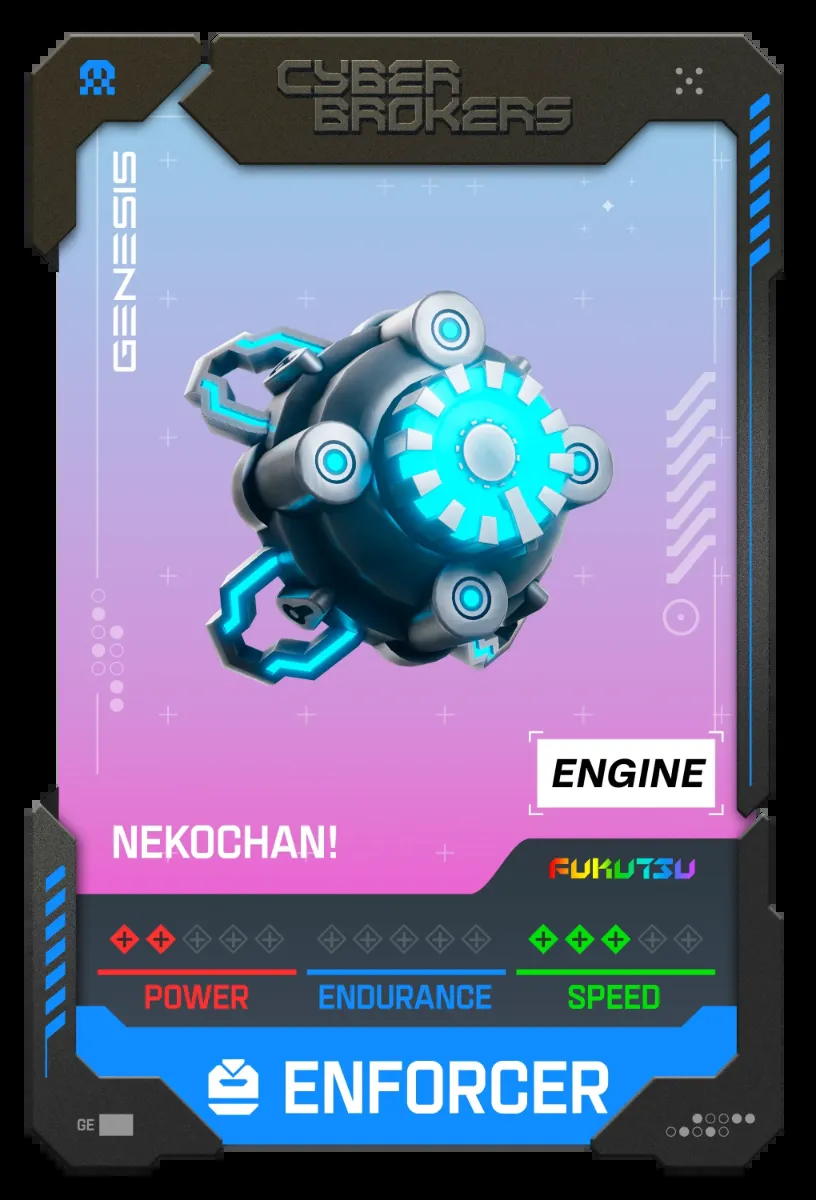 CYBER
BROKERS
GENESIS
ENGINE
NEKOCHAN!
FUKUTSU
POWER
ENDURANCE
SPEED
ENFORCER
GE